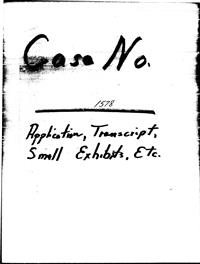 Case No.
1578
Application, Transcript,
Small Exhibits, Etc.